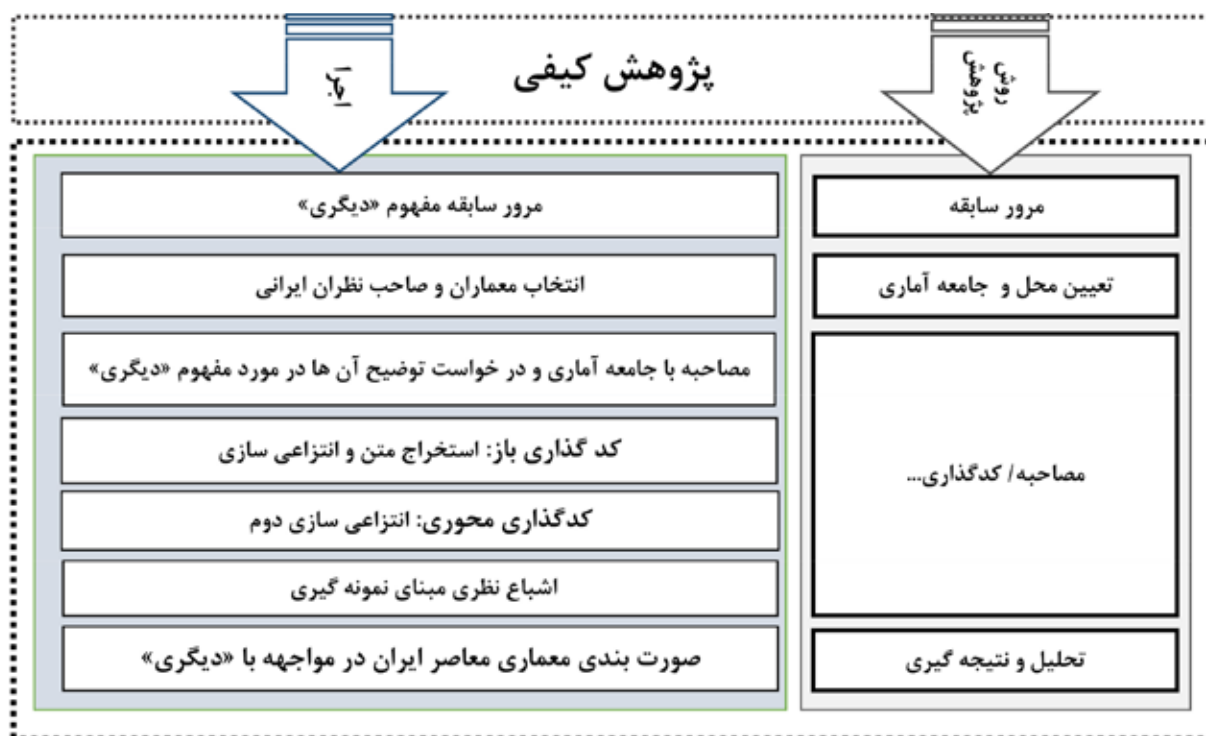 پژوهش کیفی
روش
پژوهش
اجرا
مرور سابقه
مرور سابقه مفهوم «دیگری»
تعیین محل و جامعه آماری
انتخاب معماران و صاحب نظران ایرانی
مصاحبه/ کدگذاری...
مصاحبه با جامعه آماری و در خواست توضیح آن ها در مورد مفهوم «دیگری»
کد گذاری باز: استخراج متن و انتزاعی سازی
کدگذاری محوری: انتزاعی سازی دوم
اشباع نظری مبنای نمونه گیری
تحلیل و نتیجه گیری
صورت بندی معماری معاصر ایران در مواجهه با «دیگری»